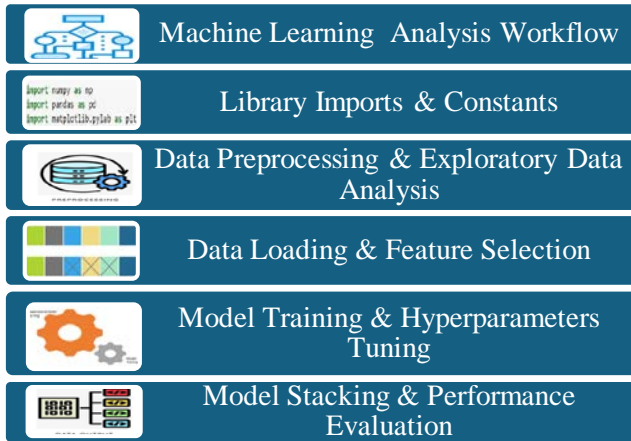 Machine Learning Analysis Workflow
import numpy as np
import pandas as pd
import matplotlib.pylab as plt
Library Imports & Constants
PREPROCESSING
Data Preprocessing & Exploratory Data
Analysis
Data Loading & Feature Selection
Model Training & Hyperparameters
Tuning
Model Stacking & Performance
Evaluation